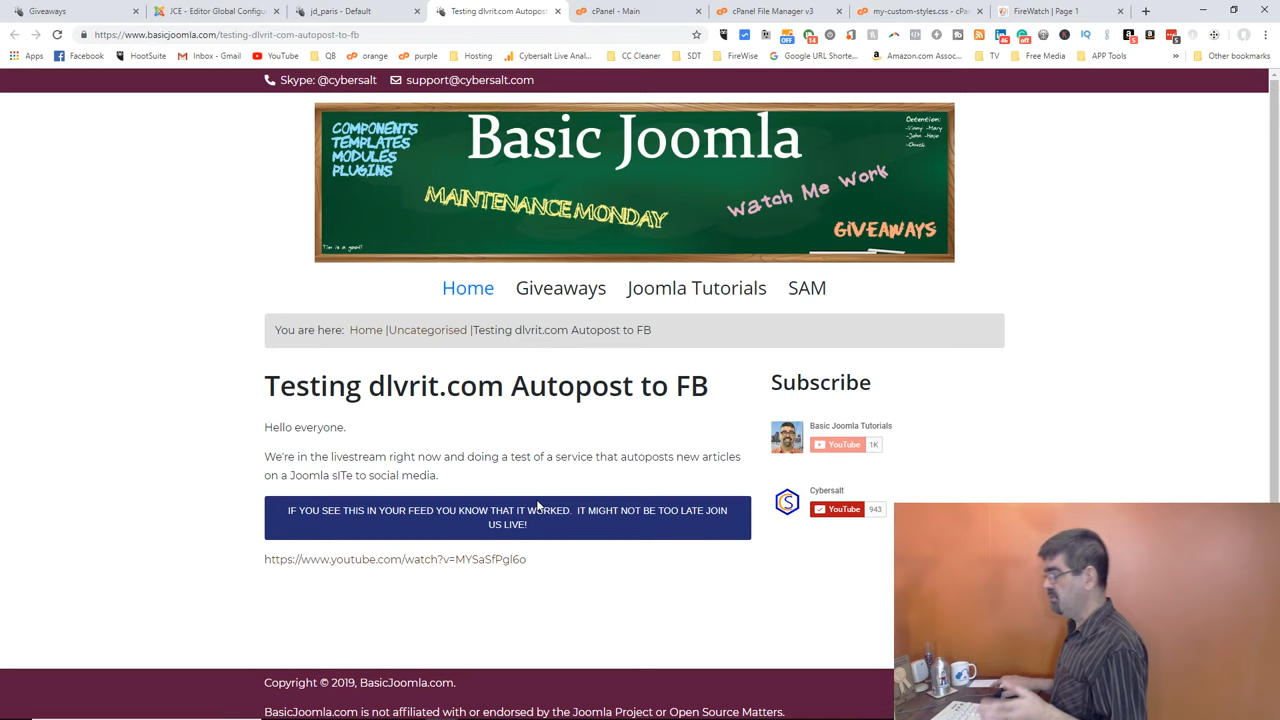 Giveaways
JCE - Editor Global Configur
jd_paris - Default
Testing dlvrit.com Autopost
cPanel - Main
cPanel File Manager v3
my-custom-styles.css - cPan
FireWatch | Page 1
https://www.basicjoomla.com/testing-dlvrit-com-autopost-to-fb
Apps
Facebook
HootSuite
Inbox - Gmail
YouTube
QB
orange
purple
Hosting
Cybersalt Live Anal...
CC Cleaner
SDT
FireWise
Google URL Shorte...
Amazon.com Assoc...
TV
Free Media
APP Tools
Other bookmarks
Skype: @cybersalt
support@cybersalt.com
COMPONENTS
TEMPLATES
MODULES
PLUGINS
Basic Joomla
Detention:
MAINTENANCE MONDAY
Watch Me Work
GIVEAWAYS
Home
Giveaways
Joomla Tutorials
SAM
You are here: Home |Uncategorised |Testing dlvrit.com Autopost to FB
Testing dlvrit.com Autopost to FB
Hello everyone.
We're in the livestream right now and doing a test of a service that autoposts new articles
on a Joomla sITe to social media.
IF YOU SEE THIS IN YOUR FEED YOU KNOW THAT IT WORKED. IT MIGHT NOT BE TOO LATE JOIN
US LIVE!
https://www.youtube.com/watch?v=MYSaSfPgl6o
Subscribe
Basic Joomla Tutorials
YouTube 1K
Cybersalt
YouTube 943
Copyright © 2019, BasicJoomla.com.
BasicJoomla.com is not affiliated with or endorsed by the Joomla Project or Open Source Matters.